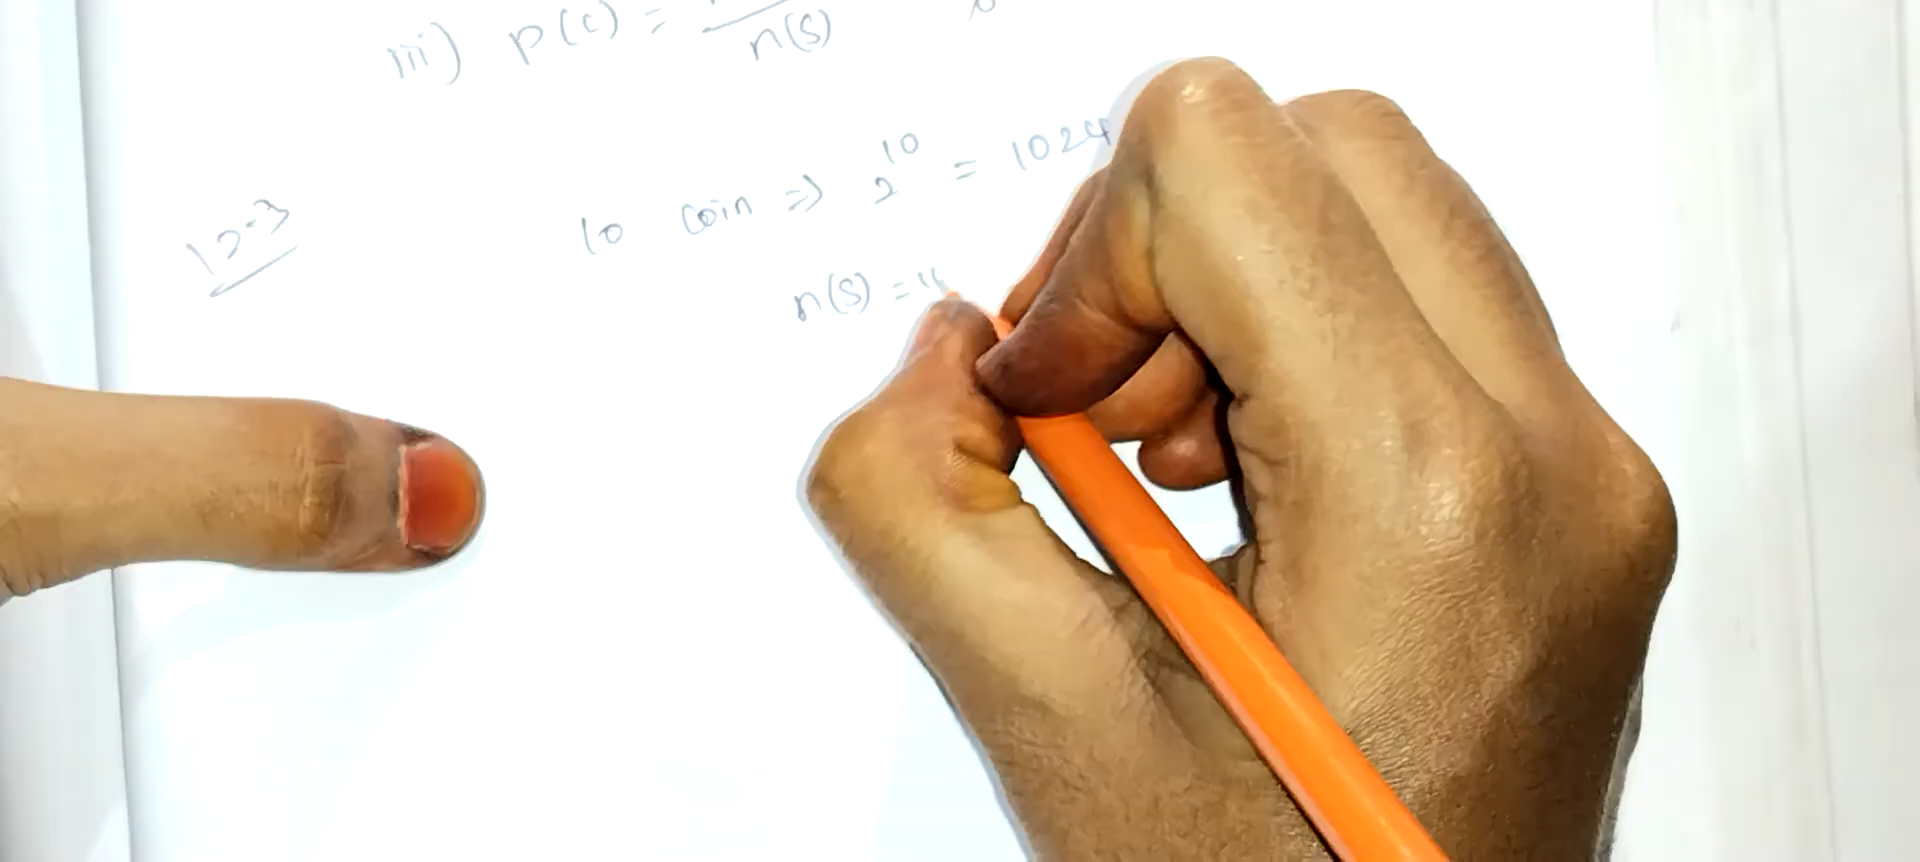 iii) P(C) = / n(S)
12-3
10 coin ⇒ 2^10 = 1024
n(S) =